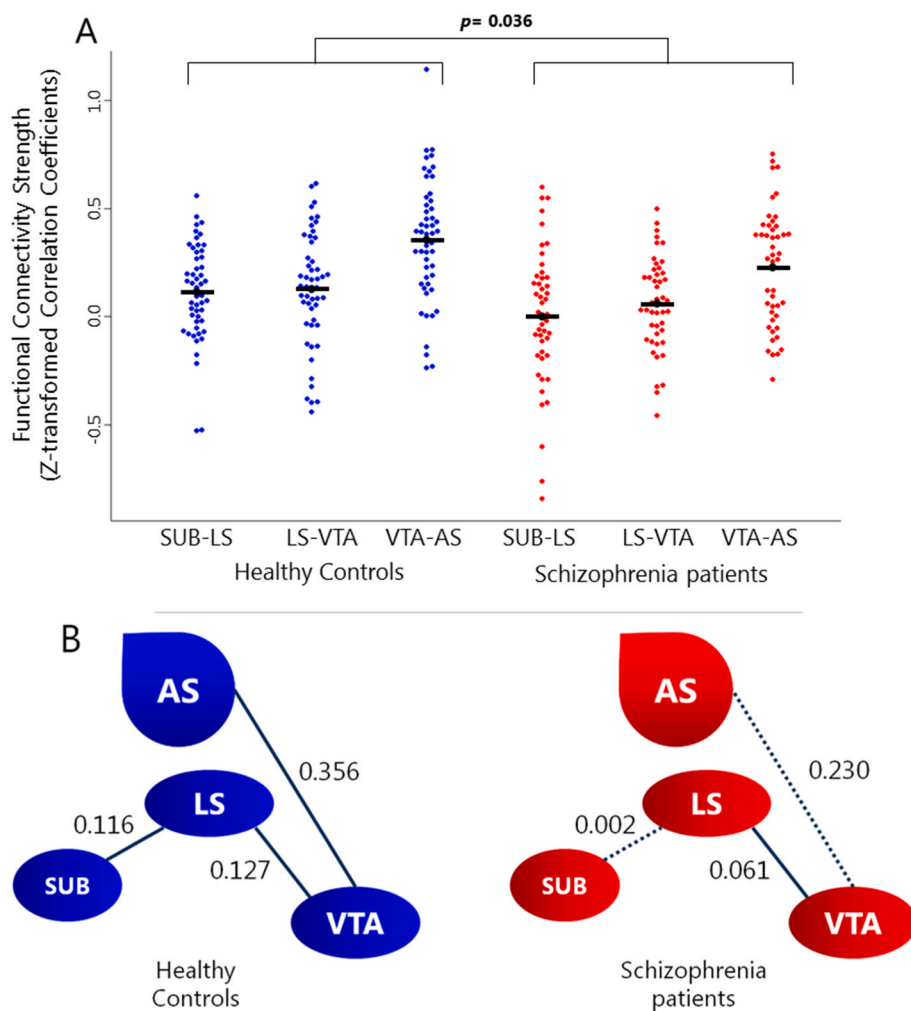 A
p= 0.036
Functional Connectivity Strength
(Z-transformed Correlation Coefficients)
1.0
0.5
0.0
-0.5
SUB-LS LS-VTA VTA-AS SUB-LS LS-VTA VTA-AS
Healthy Controls Schizophrenia patients
B
AS AS
0.356 0.230
LS LS
0.116 0.002
0.127 0.061
SUB SUB
VTA VTA
Healthy
Controls
Schizophrenia
patients